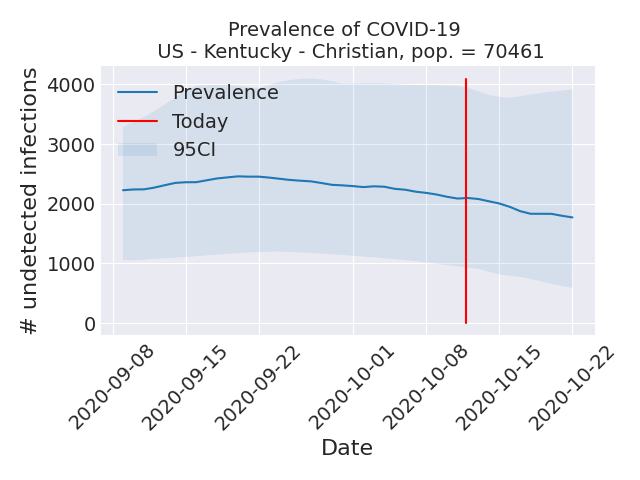 Prevalence of COVID-19
US - Kentucky - Christian, pop. = 70461
# undetected infections
4000
3000
2000
1000
0
Prevalence
Today
95CI
2020-09-08
2020-09-15
2020-09-22
2020-10-01
2020-10-08
2020-10-15
2020-10-22
Date